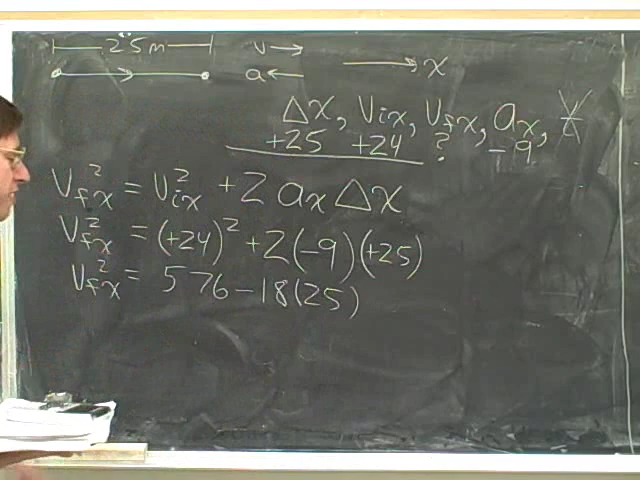 25m
v →
a ←
→ x
Δx, Vix, Vfx, ax, t
+25 +24 ? -9
Vfx² = Vix² + 2 ax Δx
Vfx² = (+24)² + 2(-9)(+25)
Vfx² = 576 - 18(25)